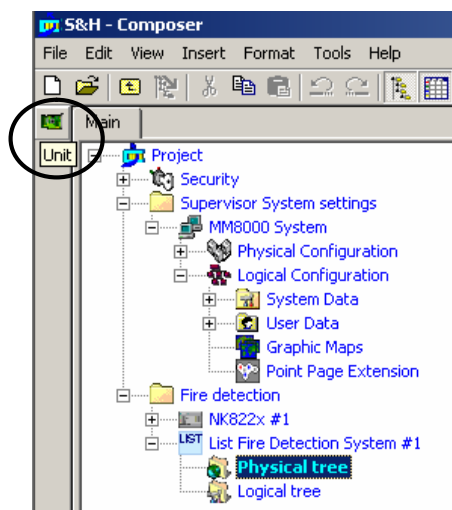 S&H - Composer
File Edit View Insert Format Tools Help
Main
Unit
Project
Security
Supervisor System settings
MM8000 System
Physical Configuration
Logical Configuration
System Data
User Data
Graphic Maps
Point Page Extension
Fire detection
NK822x #1
LIST List Fire Detection System #1
Physical tree
Logical tree